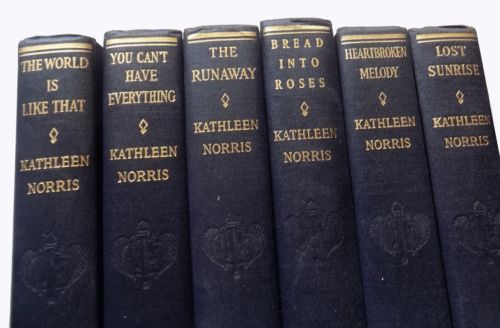 THE WORLD
IS
LIKE THAT
KATHLEEN
NORRIS
YOU CAN'T
HAVE
EVERYTHING
KATHLEEN
NORRIS
THE
RUNAWAY
KATHLEEN
NORRIS
BREAD
INTO
ROSES
KATHLEEN
NORRIS
HEARTBROKEN
MELODY
KATHLEEN
NORRIS
LOST
SUNRISE
KATHLEEN
NORRIS